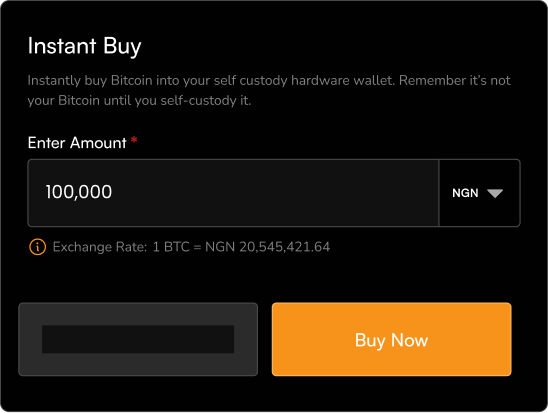 Instant Buy
Instantly buy Bitcoin into your self custody hardware wallet. Remember it's not
your Bitcoin until you self-custody it.
Enter Amount *
100,000
NGN
Exchange Rate: 1 BTC = NGN 20,545,421.64
Buy Now